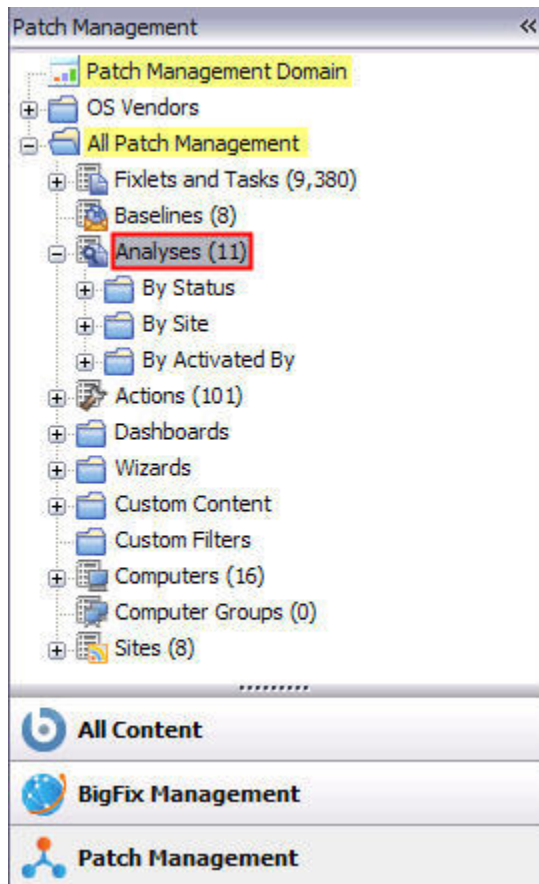 Patch Management
Patch Management Domain
OS Vendors
All Patch Management
Fixlets and Tasks (9,380)
Baselines (8)
Analyses (11)
By Status
By Site
By Activated By
Actions (101)
Dashboards
Wizards
Custom Content
Custom Filters
Computers (16)
Computer Groups (0)
Sites (8)
All Content
BigFix Management
Patch Management